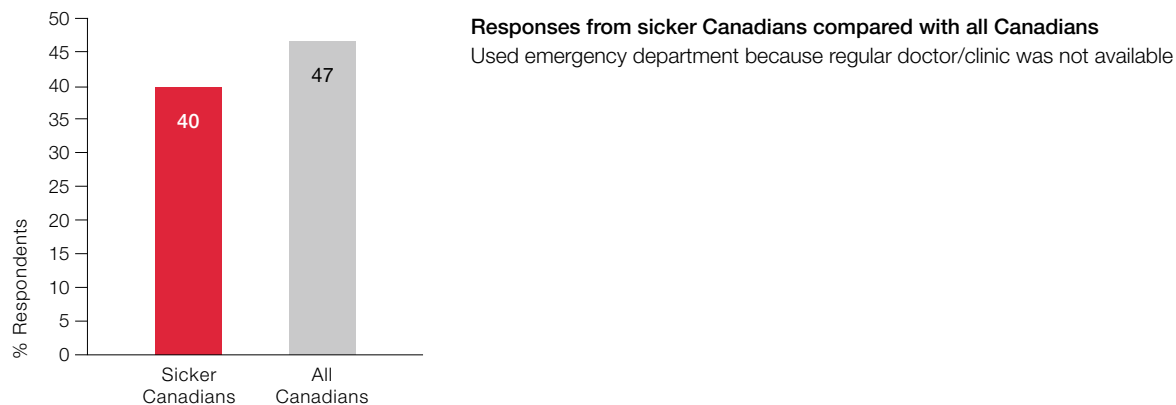 Responses from sicker Canadians compared with all Canadians
Used emergency department because regular doctor/clinic was not available
% Respondents
50
45
40
35
30
25
20
15
10
5
0
40
47
Sicker
Canadians
All
Canadians